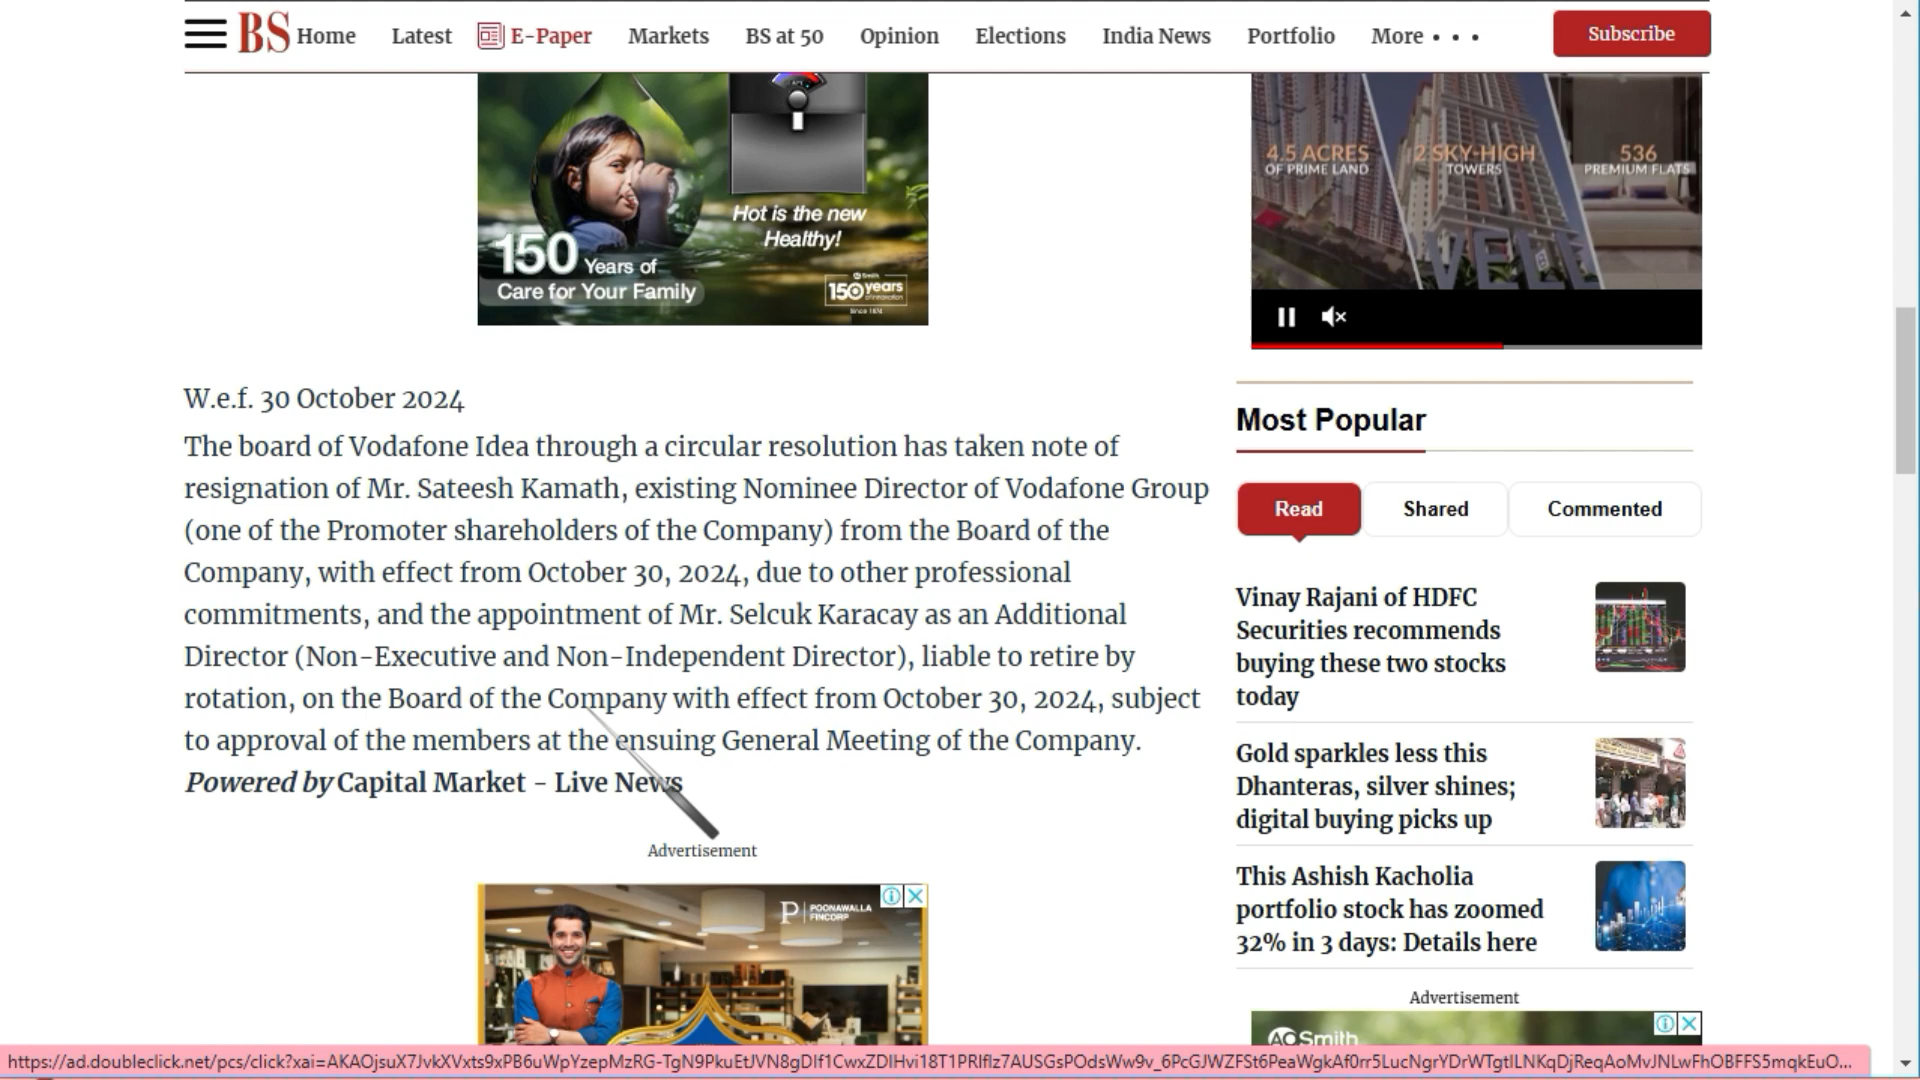 BS Home Latest E-Paper Markets BS at 50 Opinion Elections India News Portfolio More • • • Subscribe
Hot is the new
Healthy!
150 Years of
Care for Your Family
AO Smith
150 years
of innovation
Since 1874
4.5 ACRES
OF PRIME LAND
2 SKY-HIGH
TOWERS
536
PREMIUM FLATS
W.e.f. 30 October 2024
The board of Vodafone Idea through a circular resolution has taken note of
resignation of Mr. Sateesh Kamath, existing Nominee Director of Vodafone Group
(one of the Promoter shareholders of the Company) from the Board of the
Company, with effect from October 30, 2024, due to other professional
commitments, and the appointment of Mr. Selcuk Karacay as an Additional
Director (Non-Executive and Non-Independent Director), liable to retire by
rotation, on the Board of the Company with effect from October 30, 2024, subject
to approval of the members at the ensuing General Meeting of the Company.
Powered by Capital Market - Live News
Advertisement
POONAWALLA
FINCORP
Most Popular
Read Shared Commented
Vinay Rajani of HDFC
Securities recommends
buying these two stocks
today
Gold sparkles less this
Dhanteras, silver shines;
digital buying picks up
This Ashish Kacholia
portfolio stock has zoomed
32% in 3 days: Details here
Advertisement
AO Smith